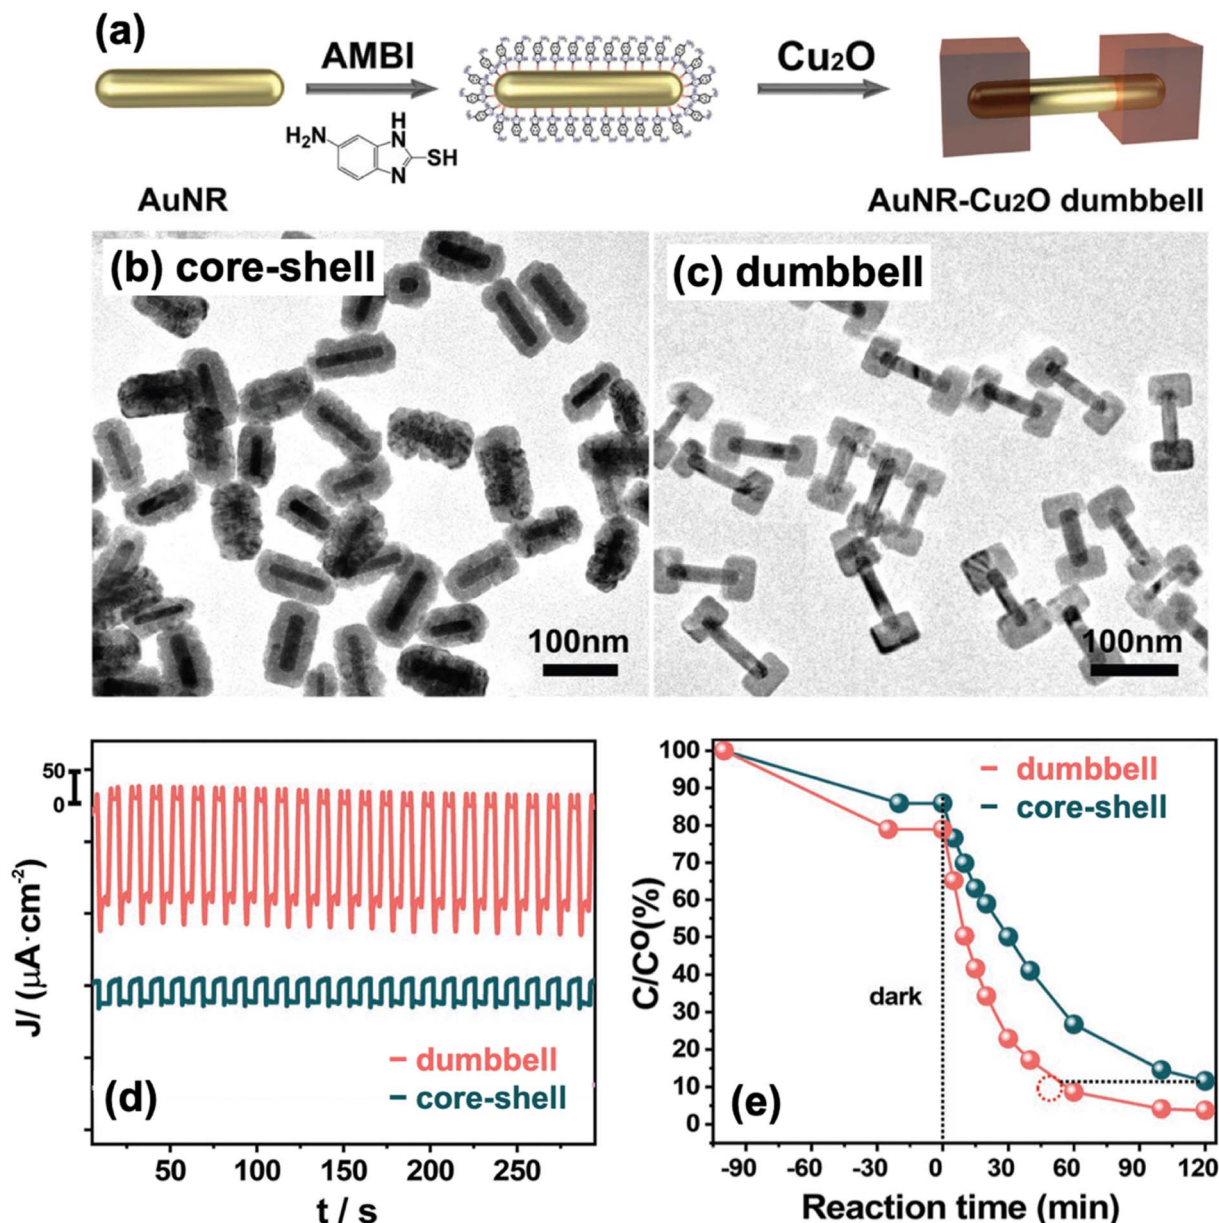 (a)
AMBI
Cu₂O
H₂N
H
N
SH
N
AuNR
AuNR-Cu₂O dumbbell
(b) core-shell
(c) dumbbell
100nm
100nm
50
0
J/ (μA·cm⁻²)
dumbbell
core-shell
(d)
50 100 150 200 250
t / s
100
90
80
70
60
50
40
30
20
10
0
C/C⁰(%)
dumbbell
core-shell
dark
(e)
-90 -60 -30 0 30 60 90 120
Reaction time (min)